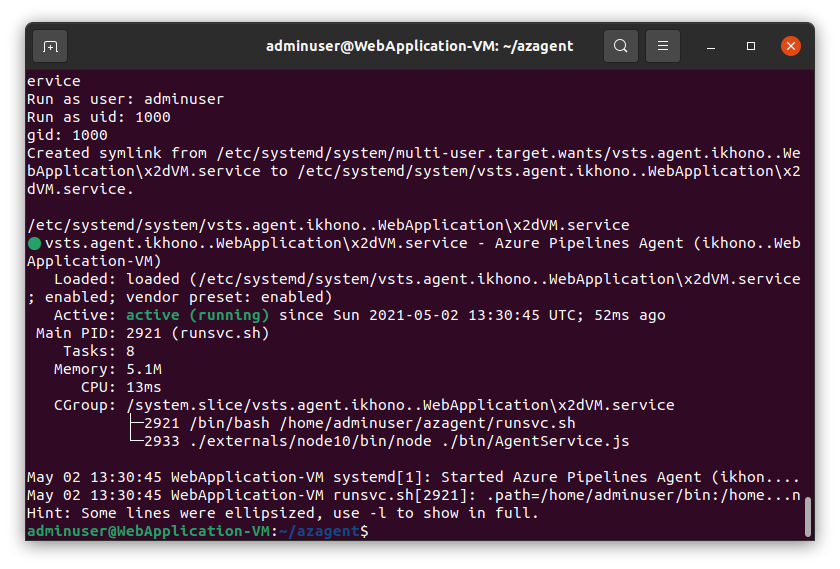 adminuser@WebApplication-VM: ~/azagent
ervice
Run as user: adminuser
Run as uid: 1000
gid: 1000
Created symlink from /etc/systemd/system/multi-user.target.wants/vsts.agent.ikhono..We
bApplication\x2dVM.service to /etc/systemd/system/vsts.agent.ikhono..WebApplication\x2
dVM.service.
/etc/systemd/system/vsts.agent.ikhono..WebApplication\x2dVM.service
● vsts.agent.ikhono..WebApplication\x2dVM.service - Azure Pipelines Agent (ikhono..Web
Application-VM)
   Loaded: loaded (/etc/systemd/system/vsts.agent.ikhono..WebApplication\x2dVM.service
; enabled; vendor preset: enabled)
   Active: active (running) since Sun 2021-05-02 13:30:45 UTC; 52ms ago
 Main PID: 2921 (runsvc.sh)
    Tasks: 8
   Memory: 5.1M
      CPU: 13ms
   CGroup: /system.slice/vsts.agent.ikhono..WebApplication\x2dVM.service
           ├─2921 /bin/bash /home/adminuser/azagent/runsvc.sh
           └─2933 ./externals/node10/bin/node ./bin/AgentService.js
May 02 13:30:45 WebApplication-VM systemd[1]: Started Azure Pipelines Agent (ikhon....
May 02 13:30:45 WebApplication-VM runsvc.sh[2921]: .path=/home/adminuser/bin:/home...n
Hint: Some lines were ellipsized, use -l to show in full.
adminuser@WebApplication-VM:~/azagent$